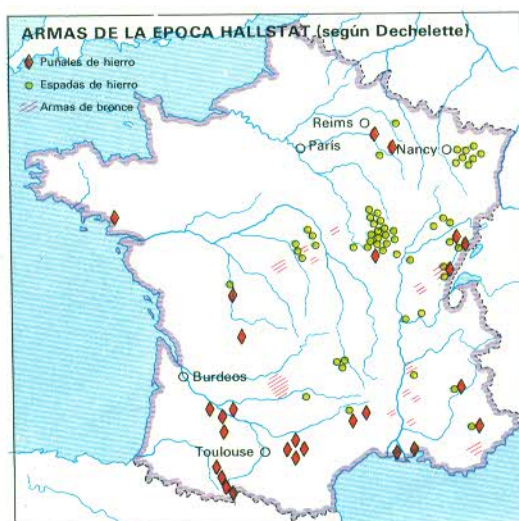 ARMAS DE LA EPOCA HALLSTAT (según Dechelette)
Puñales de hierro
Espadas de hierro
Armas de bronce
Reims
Paris
Nancy
Burdeos
Toulouse